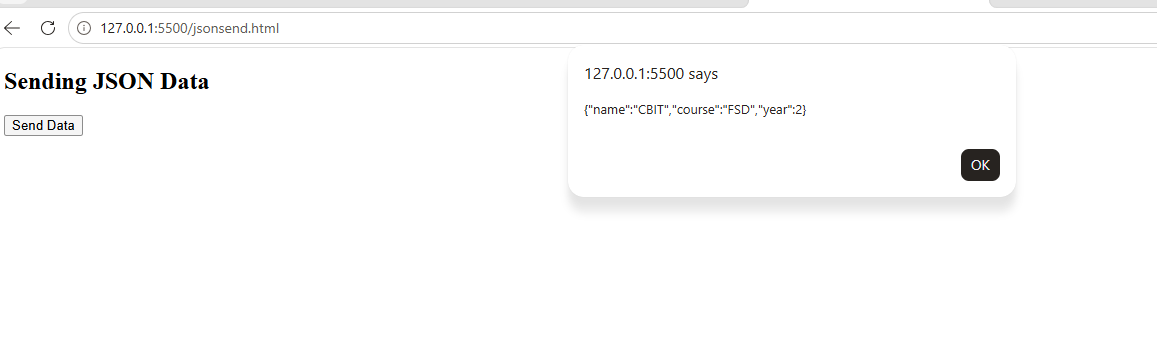 127.0.0.1:5500/jsonsend.html
127.0.0.1:5500 says
{"name":"CBIT","course":"FSD","year":2}
OK
Sending JSON Data
Send Data